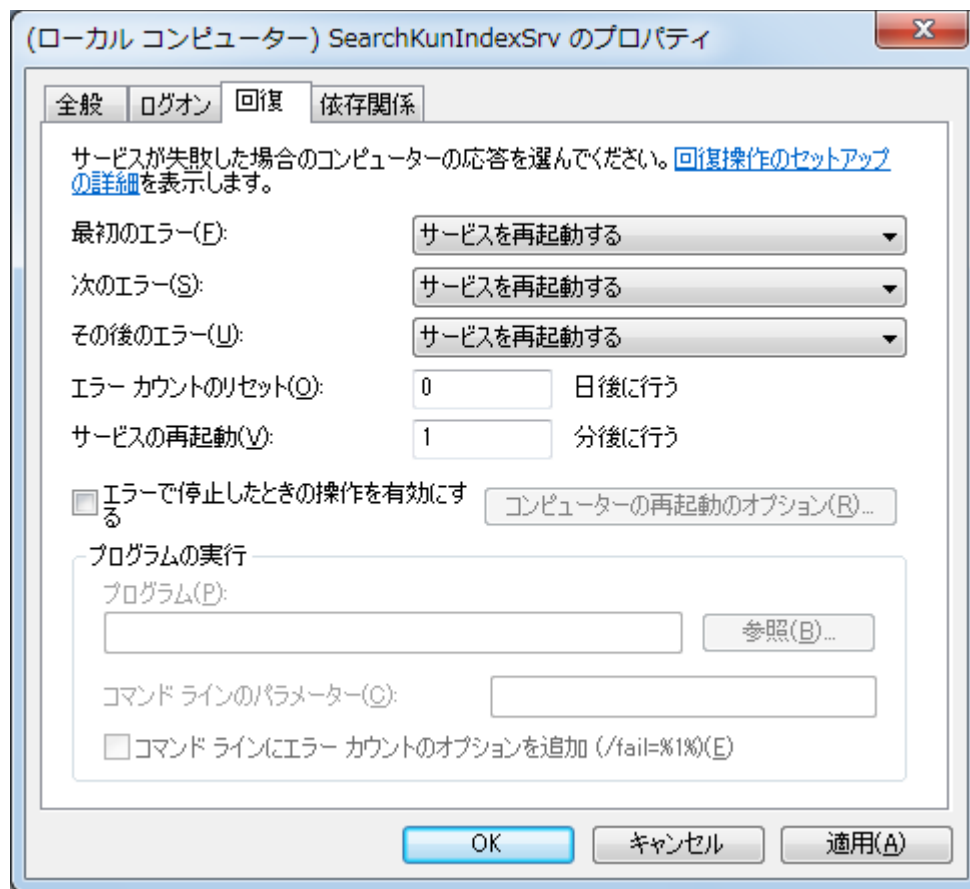 (ローカル コンピューター) SearchKunIndexSrv のプロパティ
全般 ログオン 回復 依存関係
サービスが失敗した場合のコンピューターの応答を選んでください。回復操作のセットアップ
の詳細を表示します。
最初のエラー(F): サービスを再起動する
次のエラー(S): サービスを再起動する
その後のエラー(U): サービスを再起動する
エラー カウントのリセット(O): 0 日後に行う
サービスの再起動(V): 1 分後に行う
エラーで停止したときの操作を有効にす
る
コンピューターの再起動のオプション(R)...
プログラムの実行
プログラム(P):
参照(B)...
コマンド ラインのパラメーター(C):
コマンド ラインにエラー カウントのオプションを追加 (/fail=%1%)(E)
OK キャンセル 適用(A)